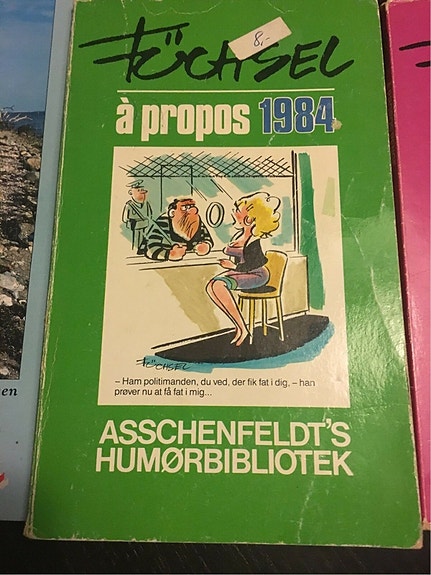 FÜCHSEL
8,-
à propos 1984
FÜCHSEL
– Ham politimanden, du ved, der fik fat i dig, – han
prøver nu at få fat i mig...
ASSCHENFELDT'S
HUMØRBIBLIOTEK
en